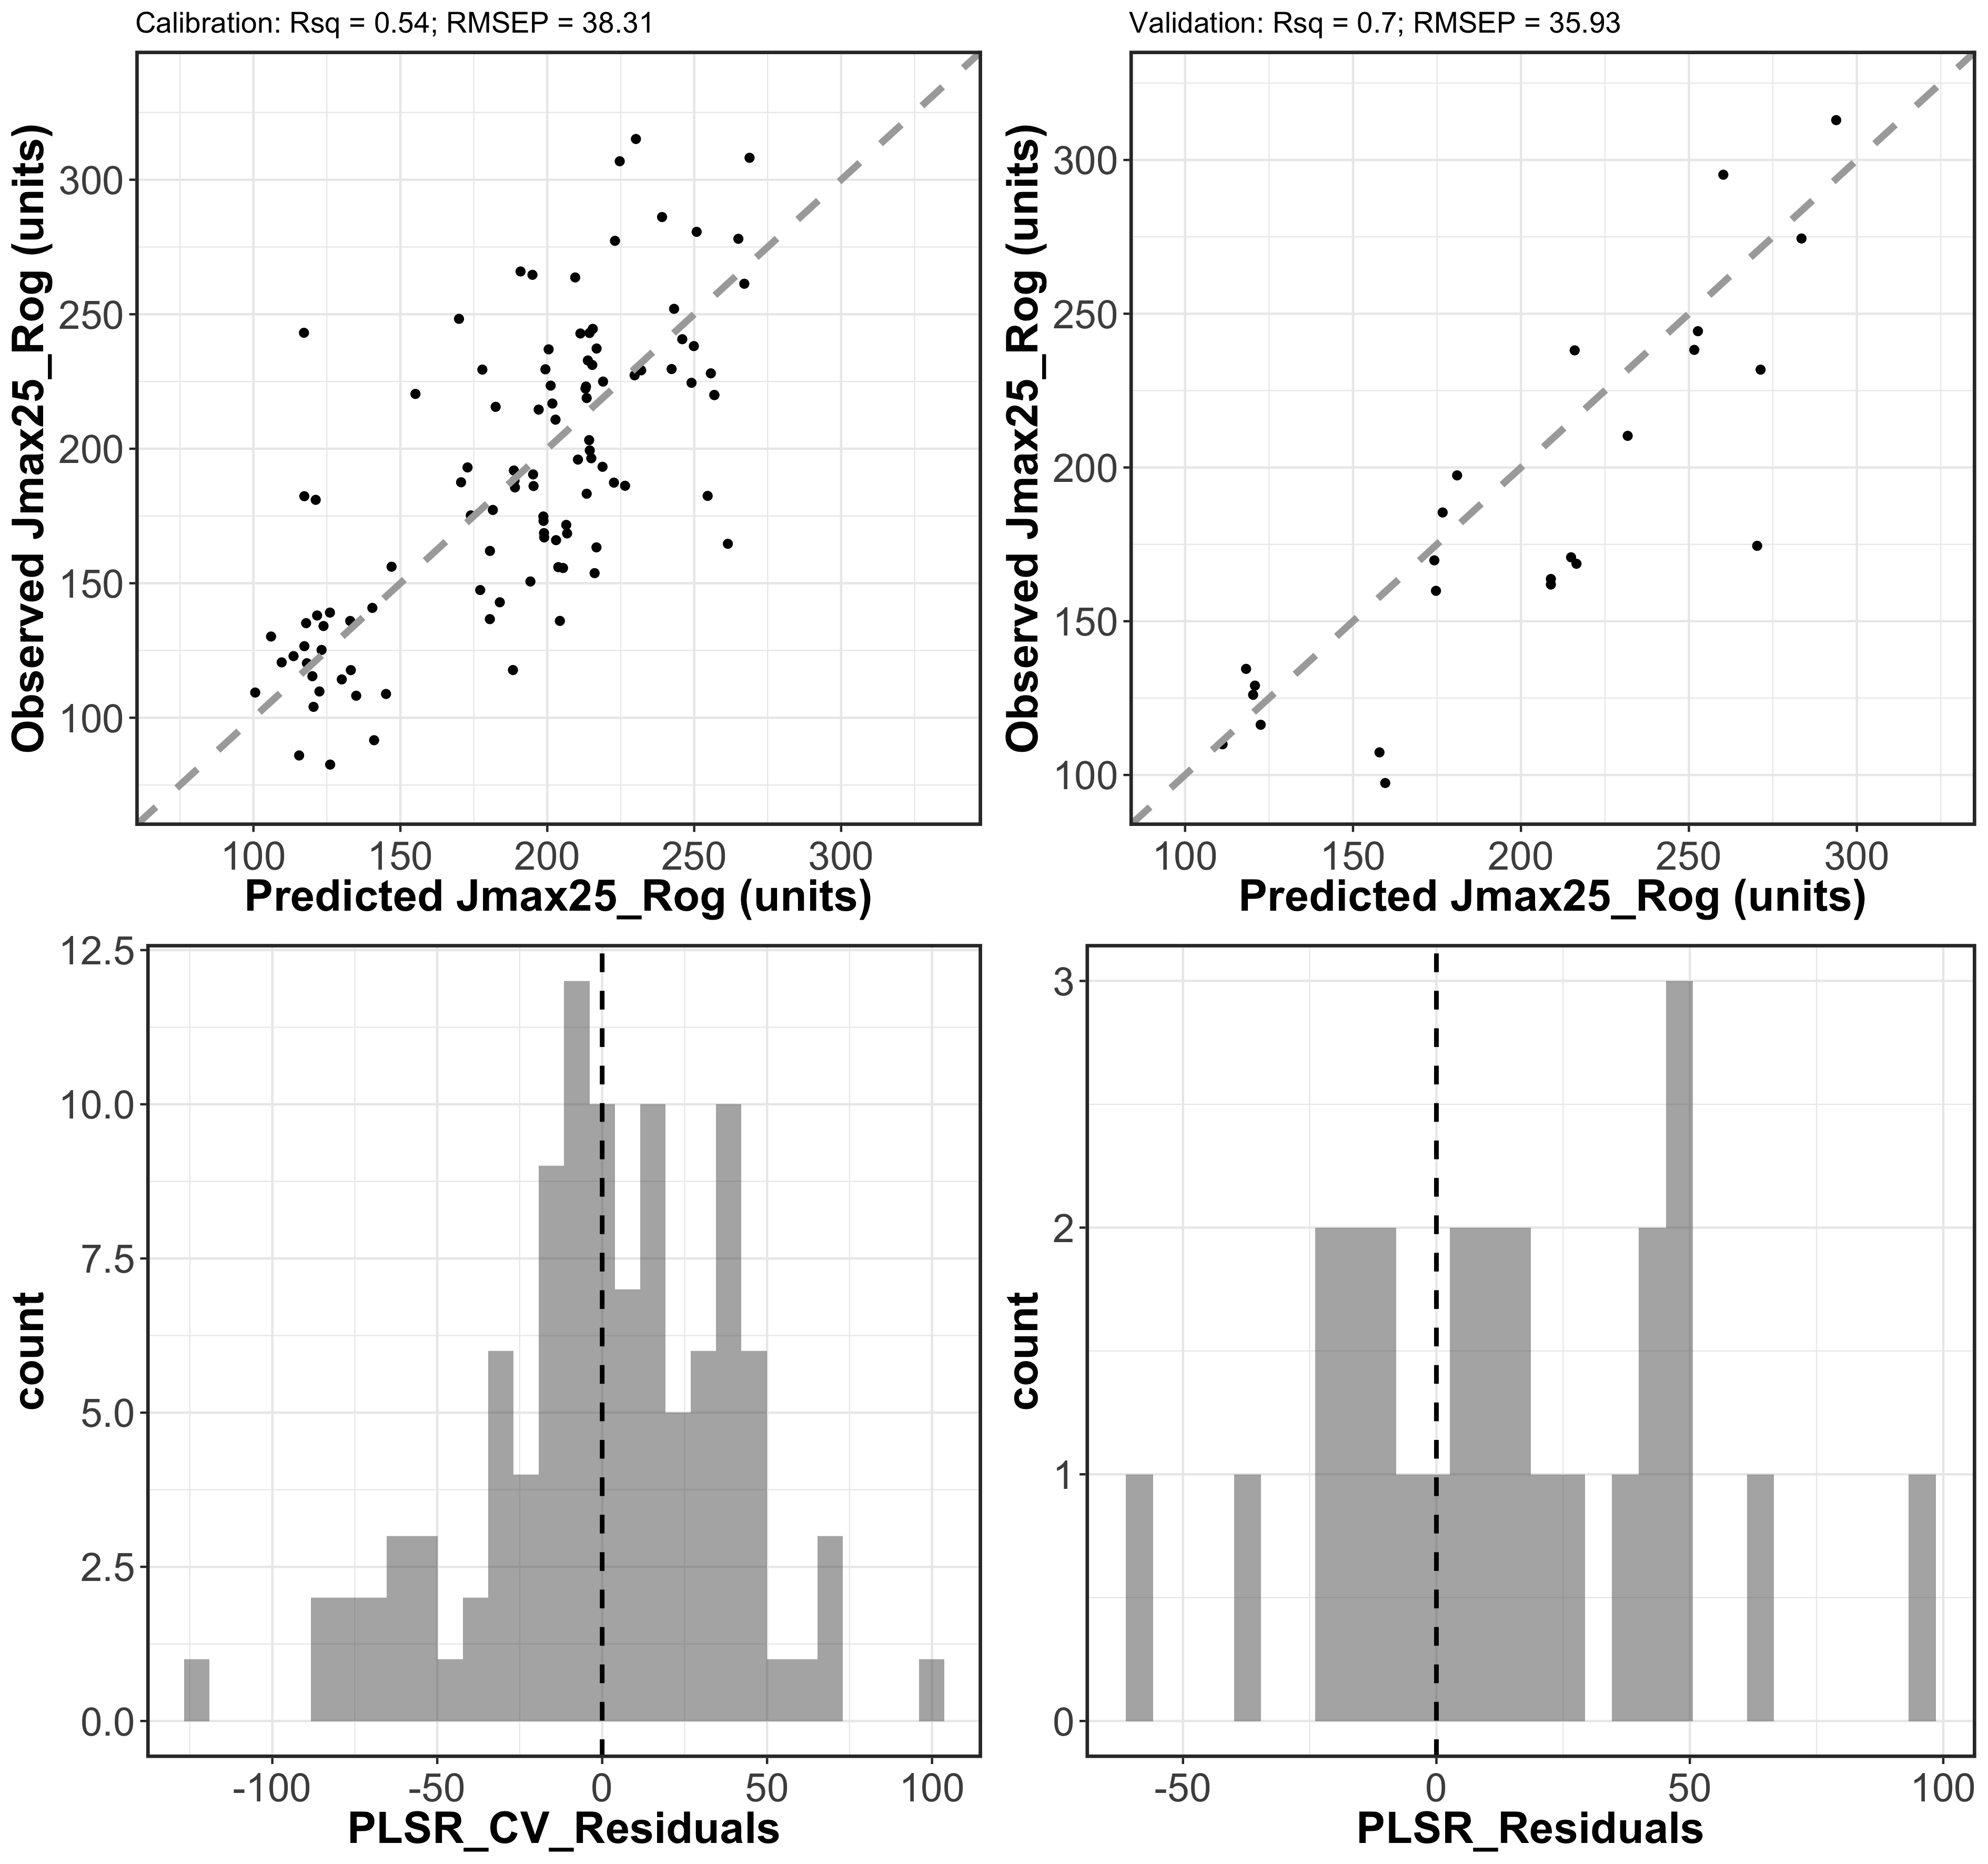 Calibration: Rsq = 0.54; RMSEP = 38.31
Observed Jmax25_Rog (units)
300
250
200
150
100
100 150 200 250 300
Predicted Jmax25_Rog (units)
Validation: Rsq = 0.7; RMSEP = 35.93
Observed Jmax25_Rog (units)
300
250
200
150
100
100 150 200 250 300
Predicted Jmax25_Rog (units)
count
12.5
10.0
7.5
5.0
2.5
0.0
-100 -50 0 50 100
PLSR_CV_Residuals
count
3
2
1
0
-50 0 50 100
PLSR_Residuals